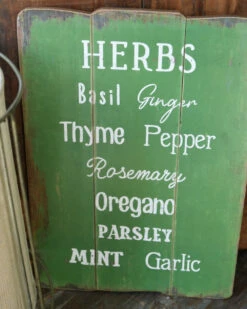 HERBS
Basil Ginger
Thyme Pepper
Rosemary
Oregano
PARSLEY
MINT Garlic